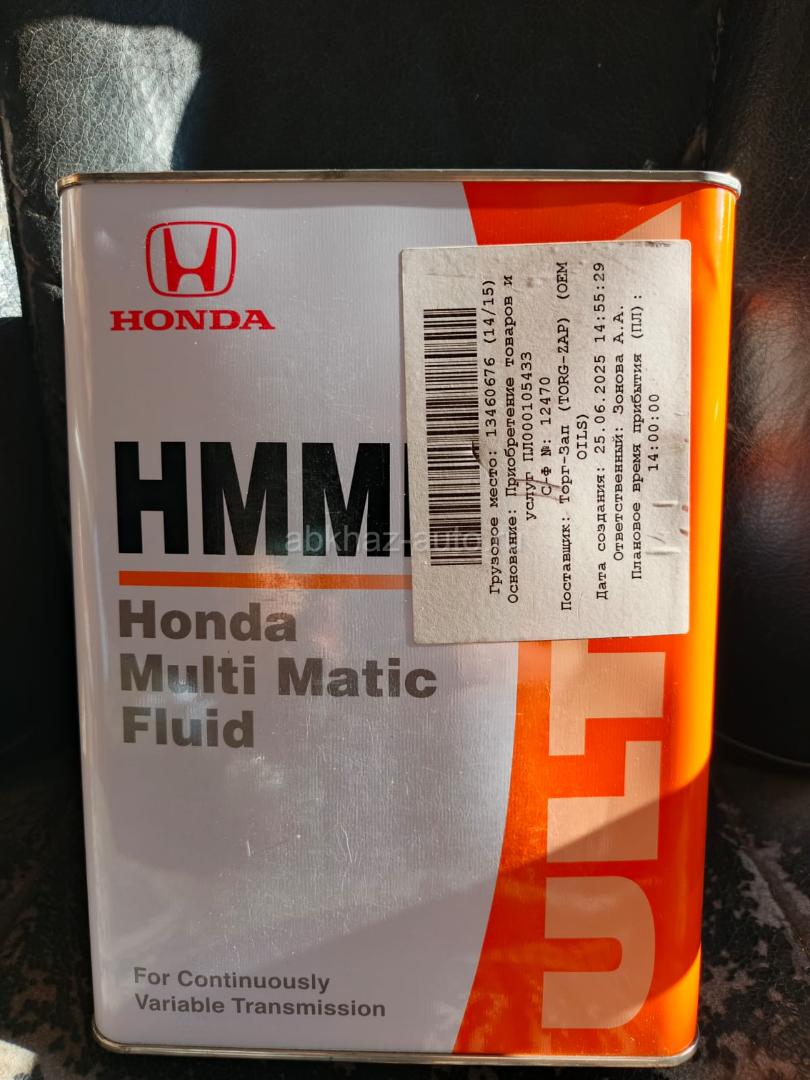 HONDA
HMM
Honda
Multi Matic
Fluid
For Continuously
Variable Transmission
ULT
Грузовое место: 13460676 (14/15)
Основание: Приобретение товаров и
услуг ПЛ000105433
С/Ф №: 12470
Поставщик: Торг-Зап (TORG-ZAP) (OEM
OILS)
Дата создания: 25.06.2025 14:55:29
Ответственный: Зонова А.А.
Плановое время прибытия (ПЛ):
14:00:00
abkhaz-auto